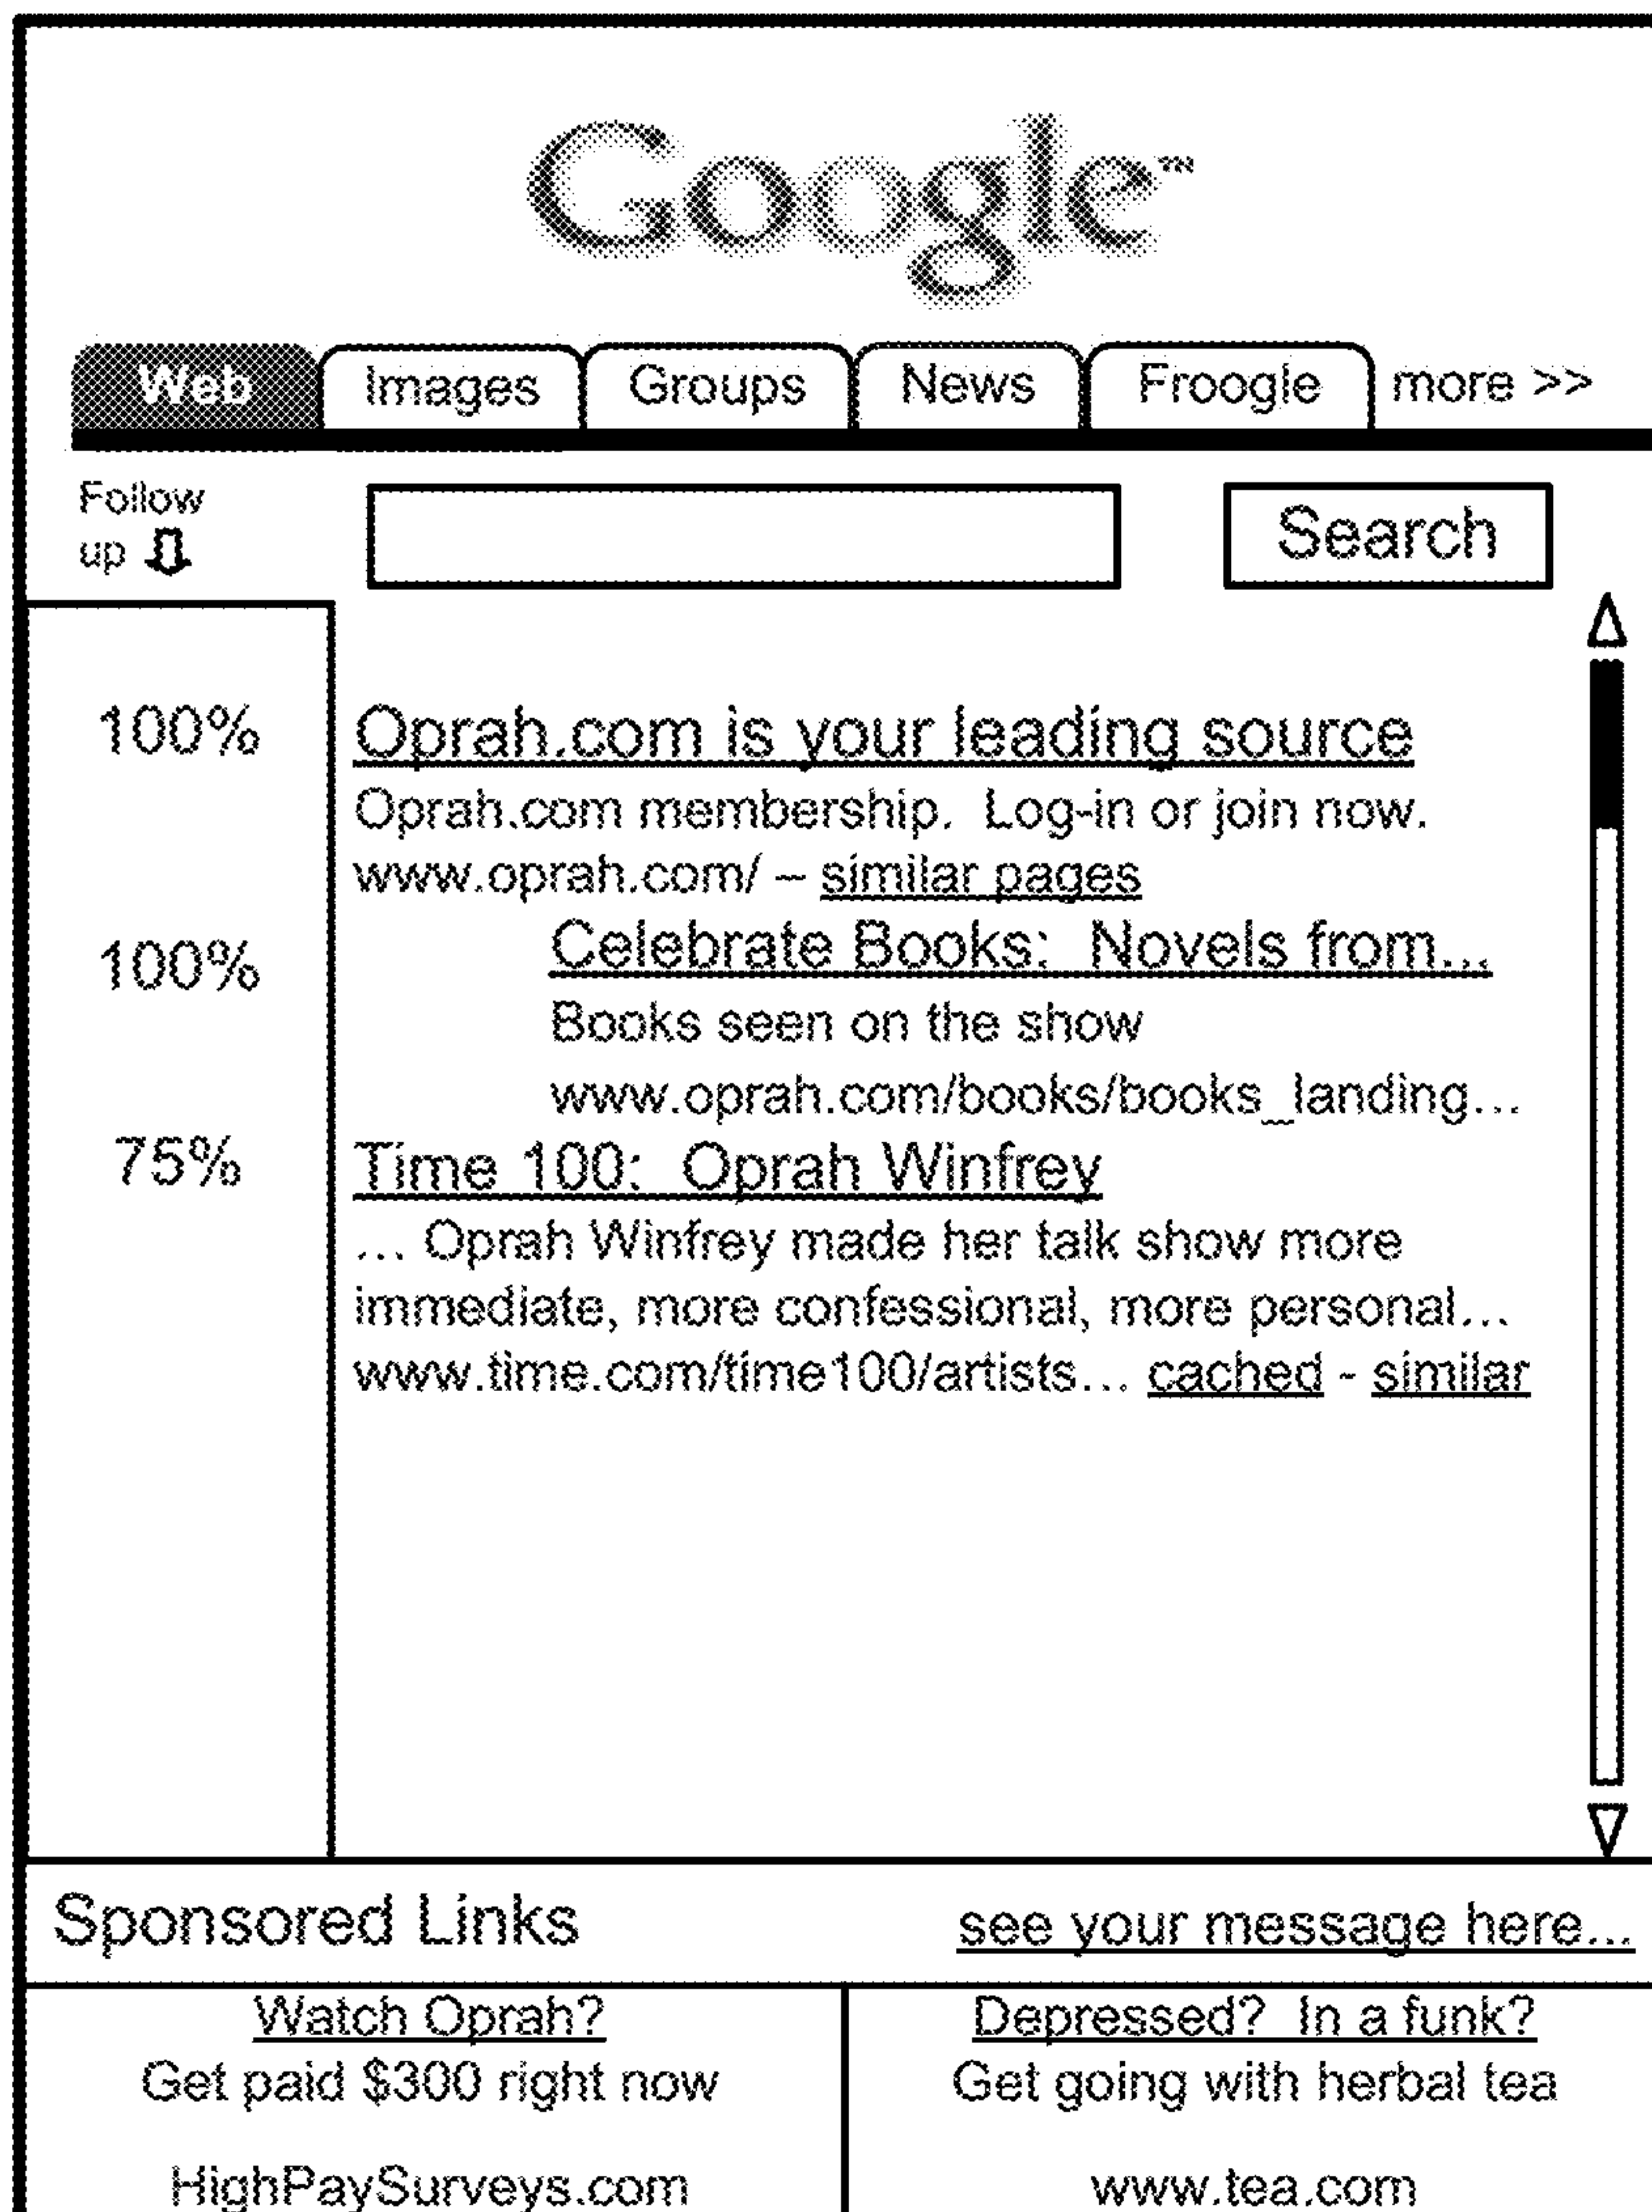 Google™
Web Images Groups News Froogle more >>
Follow
up
Search
100% Oprah.com is your leading source
Oprah.com membership. Log-in or join now.
www.oprah.com/ – similar pages
100% Celebrate Books: Novels from...
Books seen on the show
www.oprah.com/books/books_landing...
75% Time 100: Oprah Winfrey
... Oprah Winfrey made her talk show more
immediate, more confessional, more personal...
www.time.com/time100/artists... cached - similar
Sponsored Links see your message here...
Watch Oprah?
Get paid $300 right now
HighPaySurveys.com
Depressed? In a funk?
Get going with herbal tea
www.tea.com